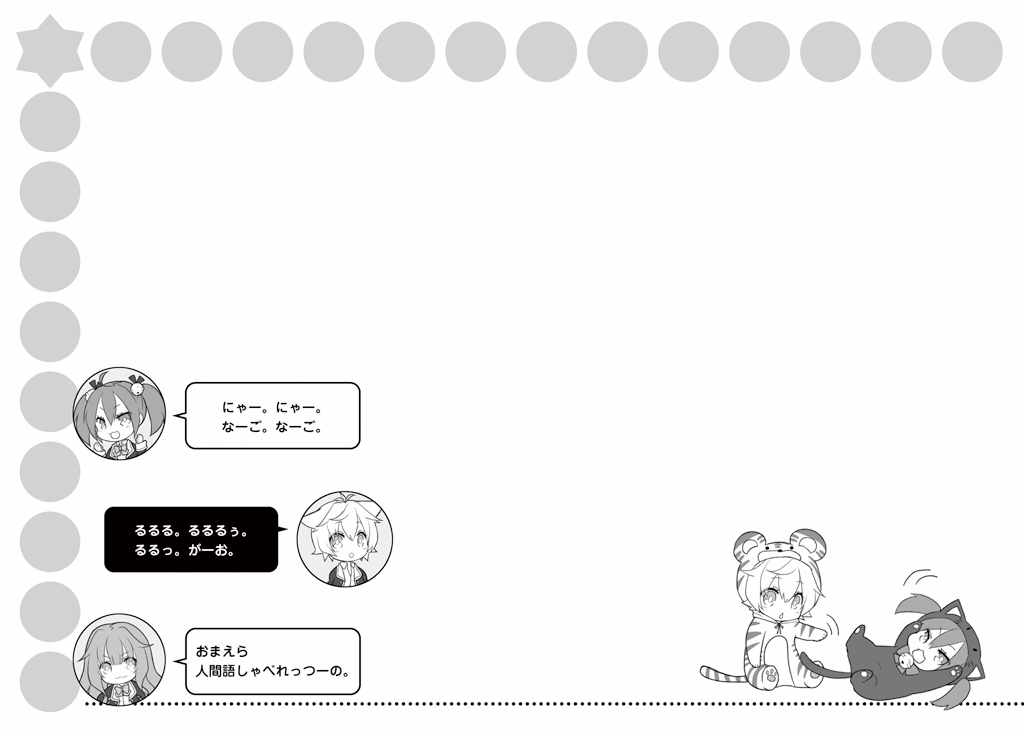 にゃー。にゃー。
なーご。なーご。
るるる。るるるぅ。
るるっ。がーお。
おまえら
人間語しゃべれっつーの。